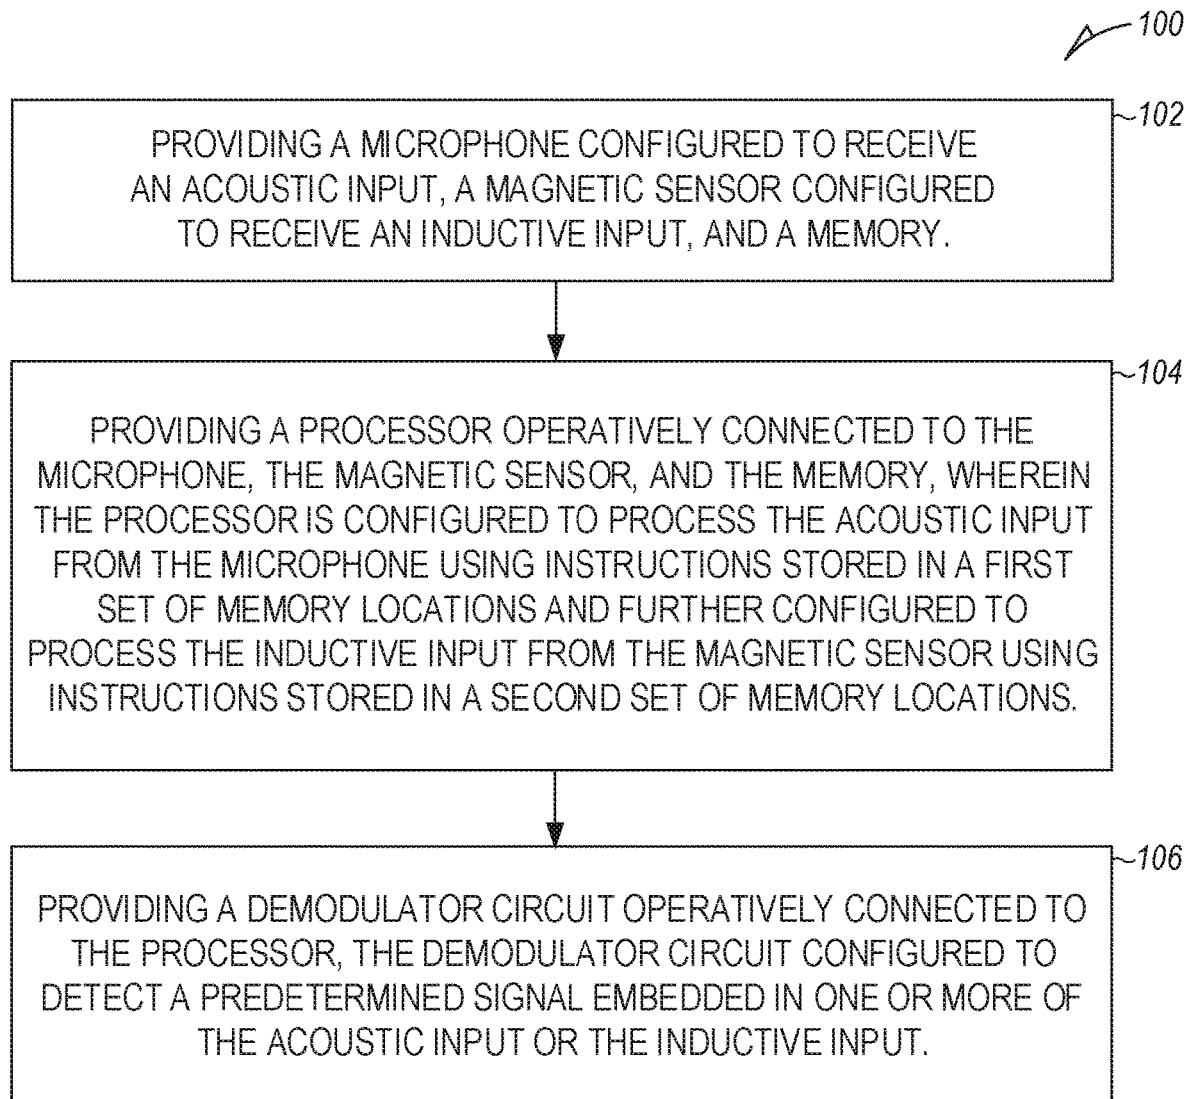 100
102
PROVIDING A MICROPHONE CONFIGURED TO RECEIVE
AN ACOUSTIC INPUT, A MAGNETIC SENSOR CONFIGURED
TO RECEIVE AN INDUCTIVE INPUT, AND A MEMORY.
104
PROVIDING A PROCESSOR OPERATIVELY CONNECTED TO THE
MICROPHONE, THE MAGNETIC SENSOR, AND THE MEMORY, WHEREIN
THE PROCESSOR IS CONFIGURED TO PROCESS THE ACOUSTIC INPUT
FROM THE MICROPHONE USING INSTRUCTIONS STORED IN A FIRST
SET OF MEMORY LOCATIONS AND FURTHER CONFIGURED TO
PROCESS THE INDUCTIVE INPUT FROM THE MAGNETIC SENSOR USING
INSTRUCTIONS STORED IN A SECOND SET OF MEMORY LOCATIONS.
106
PROVIDING A DEMODULATOR CIRCUIT OPERATIVELY CONNECTED TO
THE PROCESSOR, THE DEMODULATOR CIRCUIT CONFIGURED TO
DETECT A PREDETERMINED SIGNAL EMBEDDED IN ONE OR MORE OF
THE ACOUSTIC INPUT OR THE INDUCTIVE INPUT.